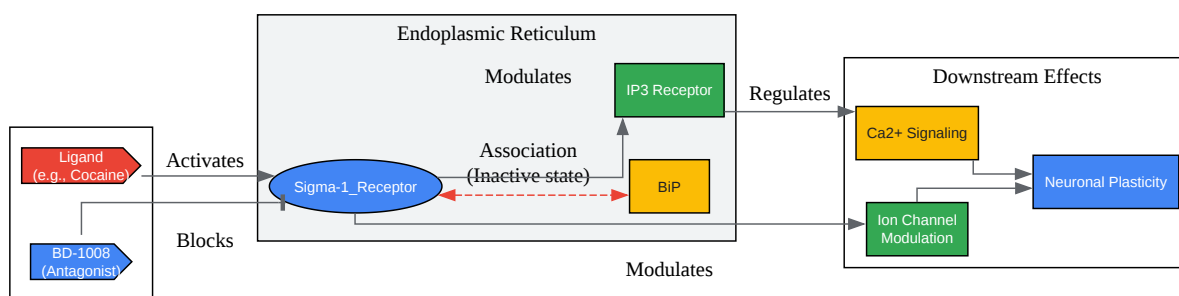 Endoplasmic Reticulum
Modulates
IP3 Receptor
Regulates
Downstream Effects
Ca2+ Signaling
Ligand
(e.g., Cocaine)
Activates
Sigma-1_Receptor
Association
(Inactive state)
BiP
Neuronal Plasticity
Ion Channel
Modulation
BD-1008
(Antagonist)
Blocks
Modulates